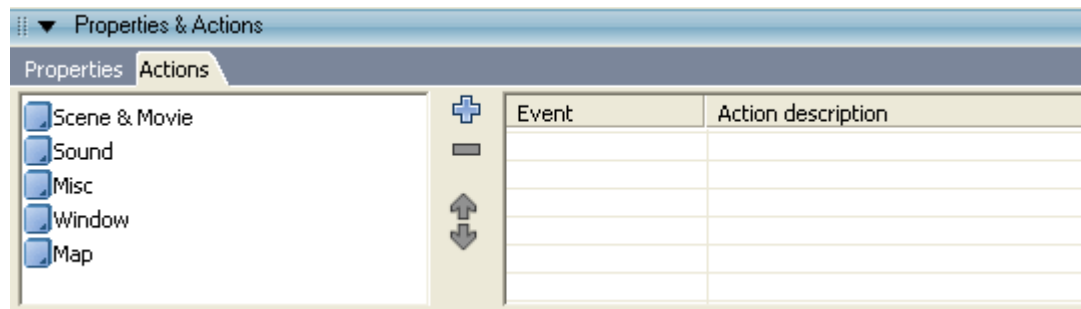 Properties & Actions
Properties Actions
Scene & Movie
Sound
Misc
Window
Map
Event Action description